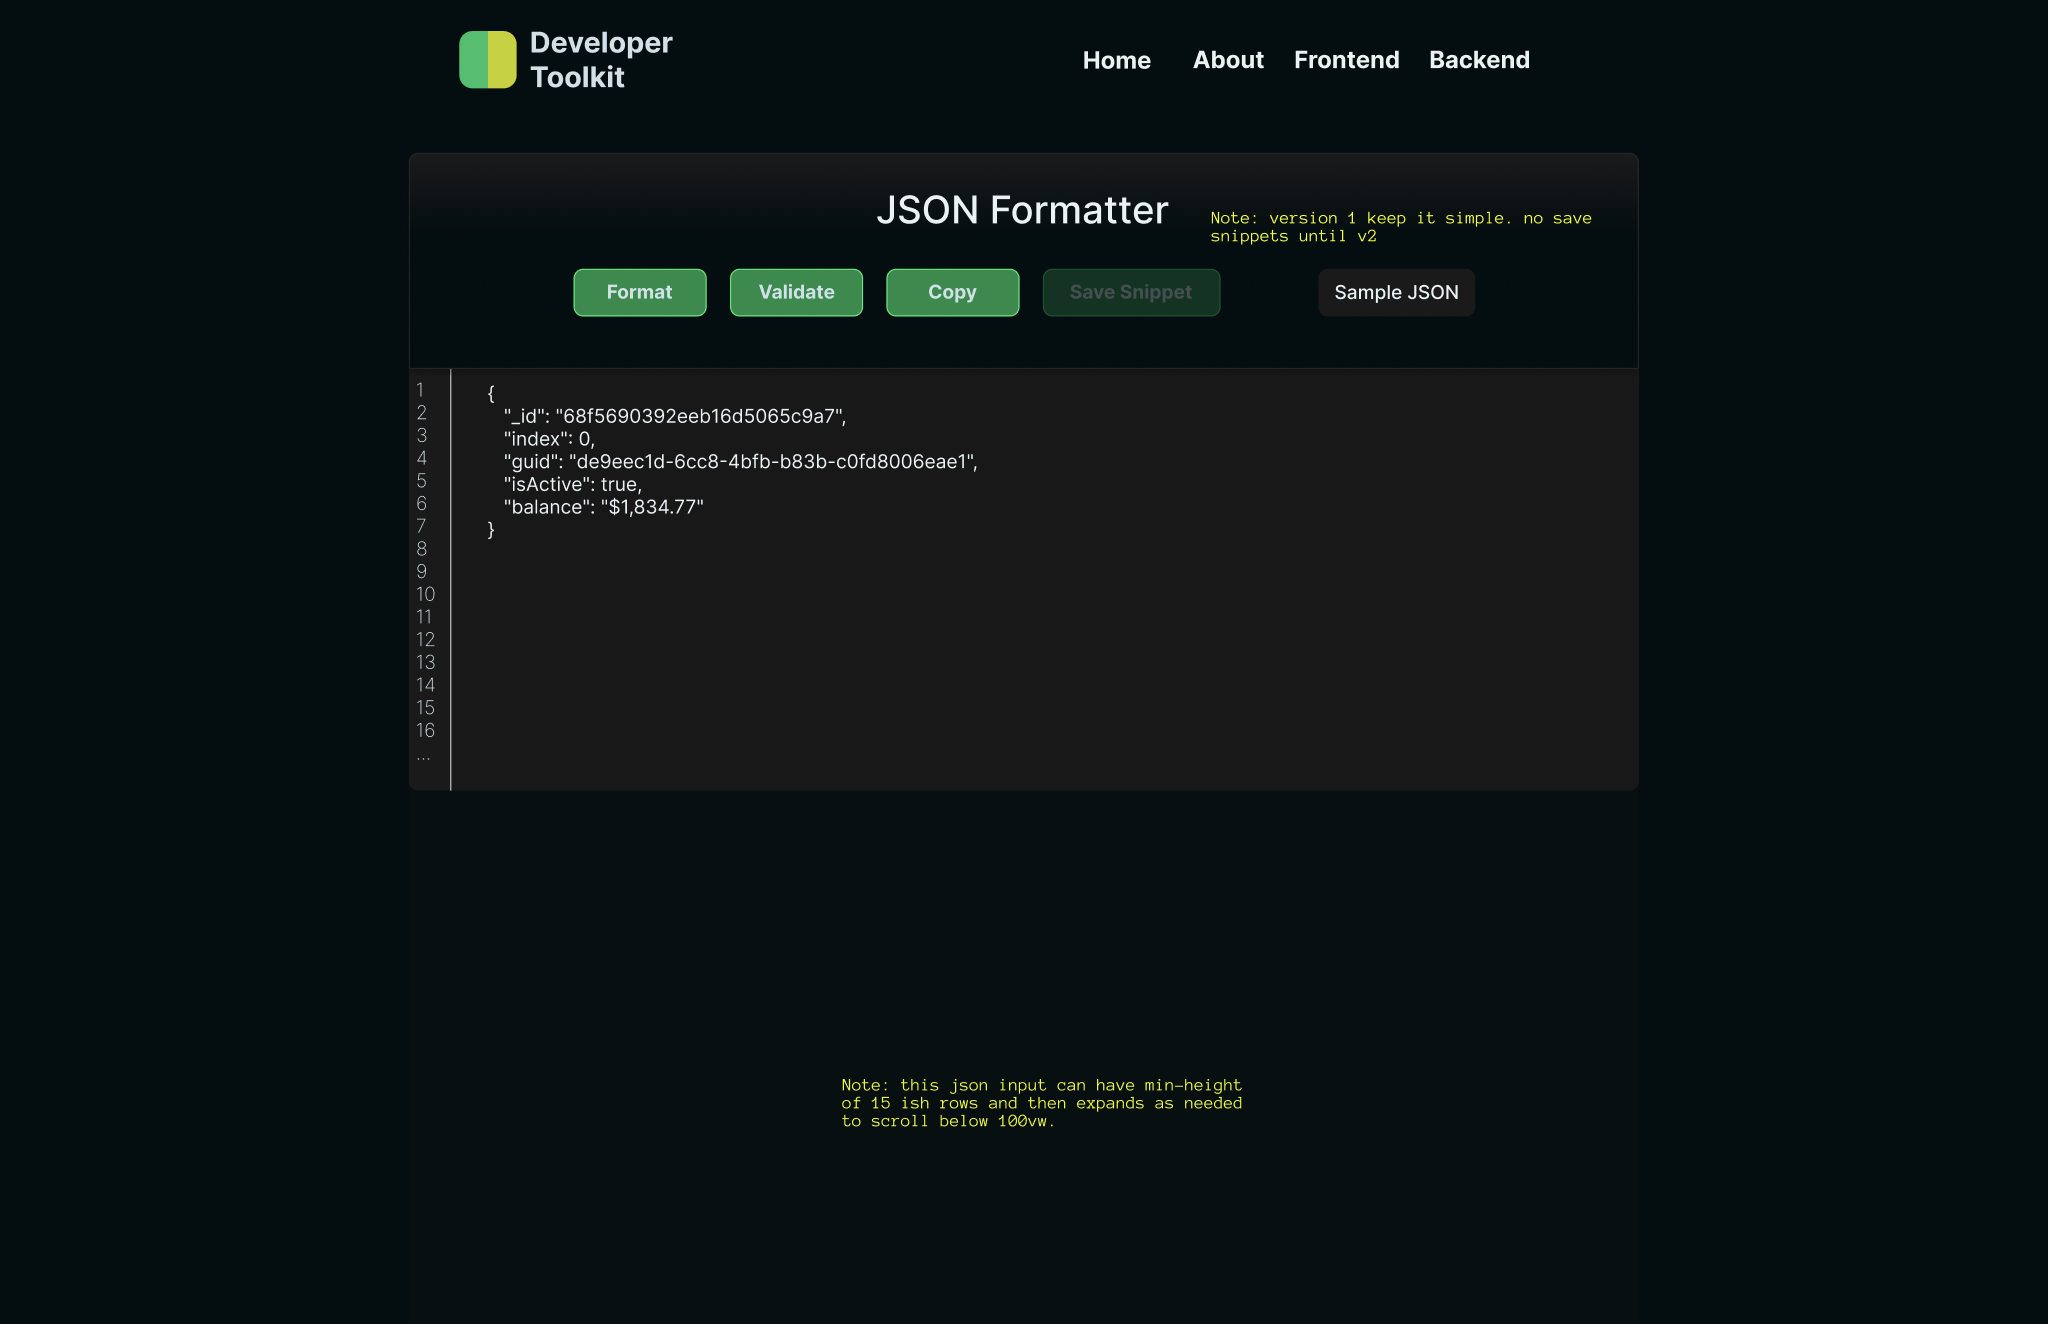 Developer
Toolkit
Home About Frontend Backend
JSON Formatter
Note: version 1 keep it simple. no save
snippets until v2
Format Validate Copy Save Snippet Sample JSON
1 {
2 "_id": "68f5690392eeb16d5065c9a7",
3 "index": 0,
4 "guid": "de9eec1d-6cc8-4bfb-b83b-c0fd8006eae1",
5 "isActive": true,
6 "balance": "$1,834.77"
7 }
8
9
10
11
12
13
14
15
16
...
Note: this json input can have min-height
of 15 ish rows and then expands as needed
to scroll below 100vw.